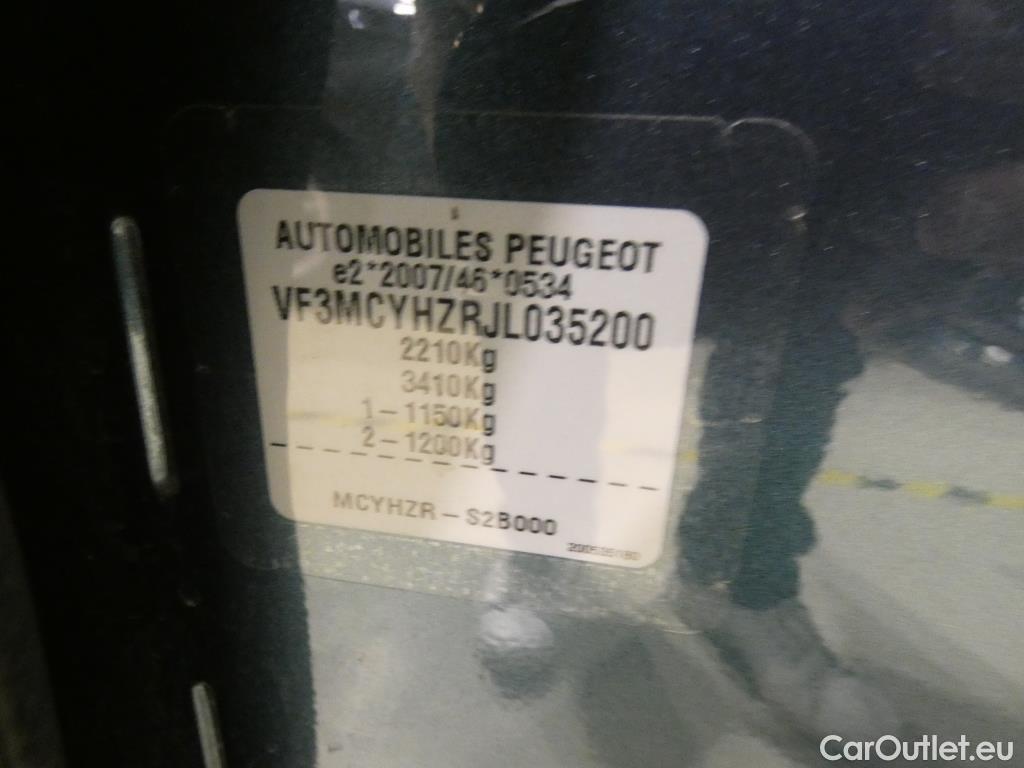 AUTOMOBILES PEUGEOT
e2*2007/46*0534
VF3MCYHZRJL035200
2210Kg
3410Kg
1-1150Kg
2-1200Kg
MCYHZR-S2B000
CarOutlet.eu